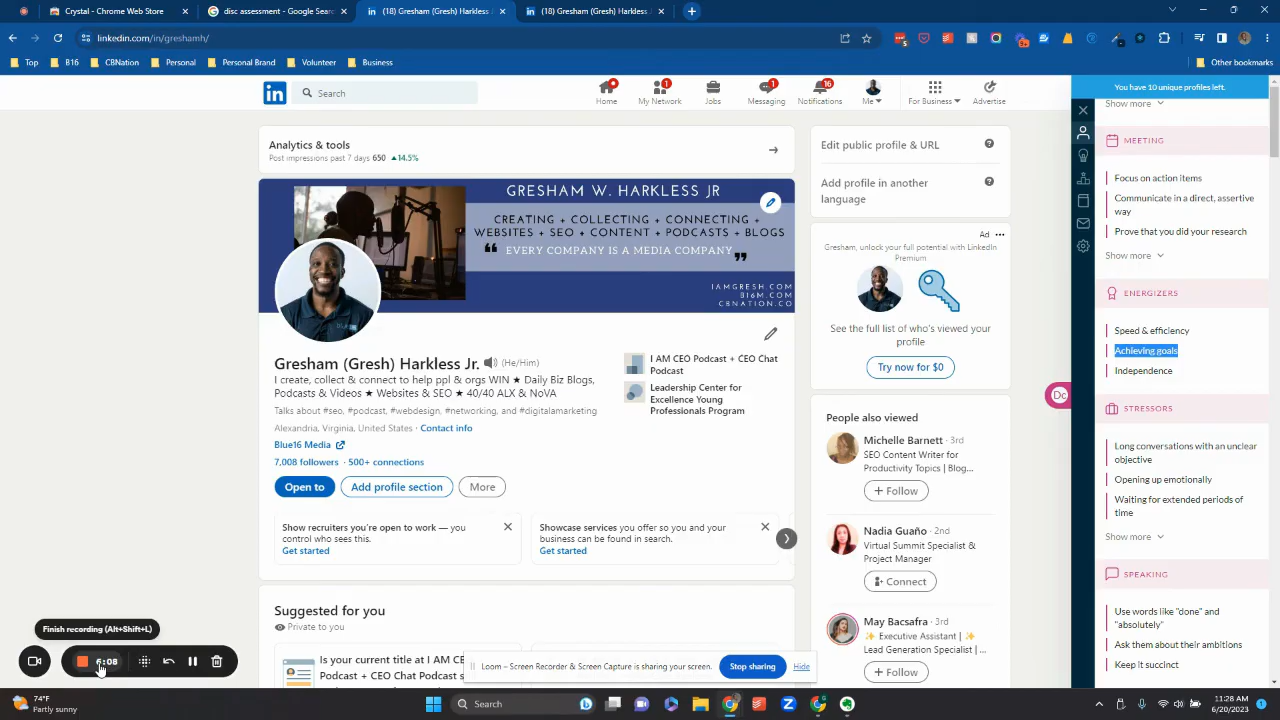 Crystal - Chrome Web Store
disc assessment - Google Searc
(18) Gresham (Gresh) Harkless J
(18) Gresham (Gresh) Harkless J
linkedin.com/in/greshamh/
Top
B16
CBNation
Personal
Personal Brand
Volunteer
Business
Other bookmarks
in
Search
Home
My Network
1
Jobs
Messaging
1
Notifications
16
Me
For Business
Advertise
You have 10 unique profiles left.
Analytics & tools
Post impressions past 7 days 650 ▲14.5%
GRESHAM W. HARKLESS JR
CREATING + COLLECTING + CONNECTING +
WEBSITES + SEO + CONTENT + PODCASTS + BLOGS
“ EVERY COMPANY IS A MEDIA COMPANY ”
IAMGRESH.COM
B16M.COM
CBNATION.CO
Gresham (Gresh) Harkless Jr. (He/Him)
I create, collect & connect to help ppl & orgs WIN ★ Daily Biz Blogs,
Podcasts & Videos ★ Websites & SEO ★ 40/40 ALX & NoVA
Talks about #seo, #podcast, #webdesign, #networking, and #digitalmarketing
Alexandria, Virginia, United States · Contact info
Blue16 Media
7,008 followers · 500+ connections
Open to
Add profile section
More
I AM CEO Podcast + CEO Chat
Podcast
Leadership Center for
Excellence Young
Professionals Program
Show recruiters you're open to work — you
control who sees this.
Get started
Showcase services you offer so you and your
business can be found in search.
Get started
Suggested for you
Private to you
Is your current title at I AM CE
Podcast + CEO Chat Podcast s
Edit public profile & URL
Add profile in another
language
Ad ···
Gresham, unlock your full potential with LinkedIn
Premium
See the full list of who's viewed your
profile
Try now for $0
People also viewed
Michelle Barnett · 3rd
SEO Content Writer for
Productivity Topics | Blog...
+ Follow
Nadia Guaño · 2nd
Virtual Summit Specialist &
Project Manager
Connect
May Bacsafra · 3rd
✨ Executive Assistant | ✨
Lead Generation Specialist | ...
+ Follow
Dc
Show more
MEETING
Focus on action items
Communicate in a direct, assertive
way
Prove that you did your research
Show more
ENERGIZERS
Speed & efficiency
Achieving goals
Independence
STRESSORS
Long conversations with an unclear
objective
Opening up emotionally
Waiting for extended periods of
time
Show more
SPEAKING
Use words like "done" and
"absolutely"
Ask them about their ambitions
Keep it succinct
Finish recording (Alt+Shift+L)
6:08
Loom – Screen Recorder & Screen Capture is sharing your screen.
Stop sharing
Hide
74°F
Partly sunny
Search
11:28 AM
6/20/2023